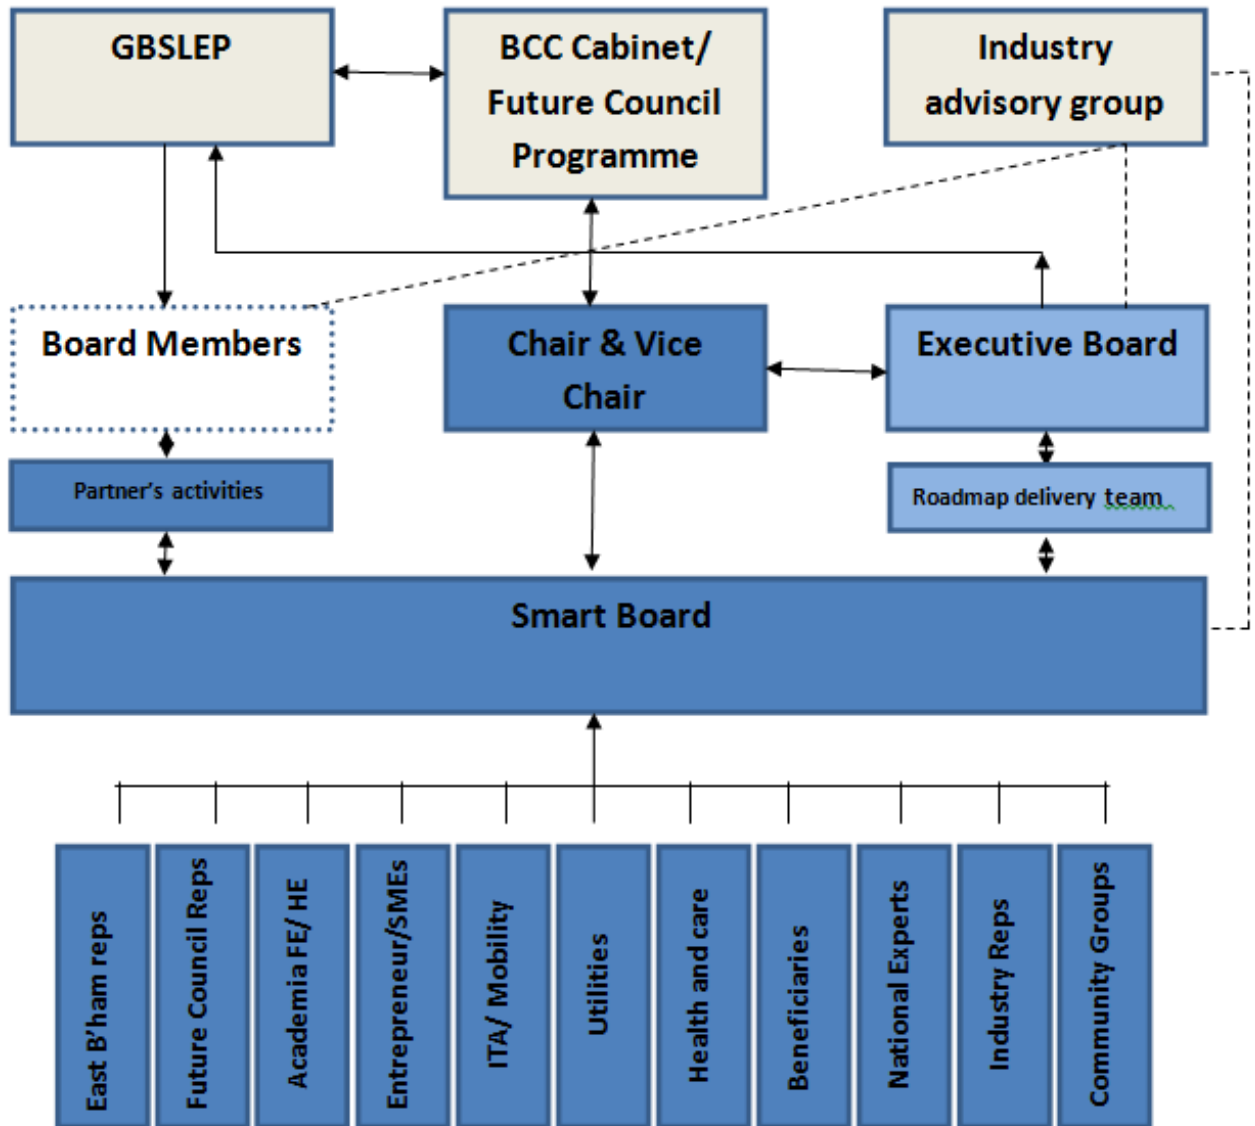 GBSLEP
BCC Cabinet/
Future Council
Programme
Industry
advisory group
Board Members
Chair & Vice
Chair
Executive Board
Partner's activities
Roadmap delivery team
Smart Board
East B'ham reps
Future Council Reps
Academia FE/ HE
Entrepreneur/SMEs
ITA/ Mobility
Utilities
Health and care
Beneficiaries
National Experts
Industry Reps
Community Groups